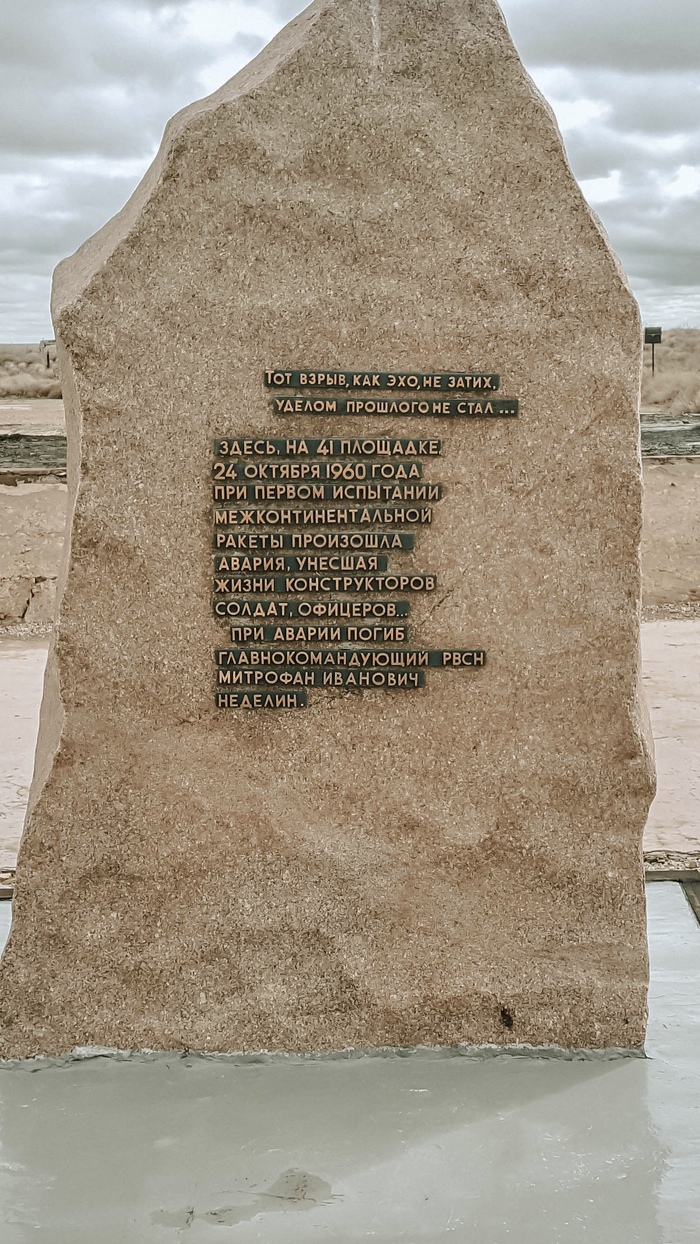 Тот взрыв, как эхо, не затих,
уделом прошлого не стал ...
ЗДЕСЬ, НА 41 ПЛОЩАДКЕ
24 ОКТЯБРЯ 1960 ГОДА
ПРИ ПЕРВОМ ИСПЫТАНИИ
МЕЖКОНТИНЕНТАЛЬНОЙ
РАКЕТЫ ПРОИЗОШЛА
АВАРИЯ, УНЕСШАЯ
ЖИЗНИ КОНСТРУКТОРОВ
СОЛДАТ, ОФИЦЕРОВ...
ПРИ АВАРИИ ПОГИБ
ГЛАВНОКОМАНДУЮЩИЙ РВСН
МИТРОФАН ИВАНОВИЧ
НЕДЕЛИН.